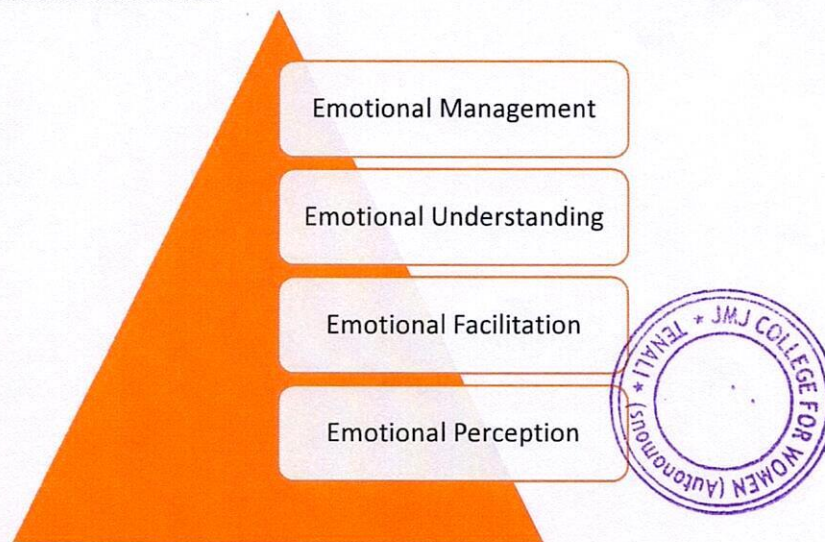 Emotional Management
Emotional Understanding
Emotional Facilitation
Emotional Perception
JMJ COLLEGE FOR WOMEN (Autonomous) * TENALI *